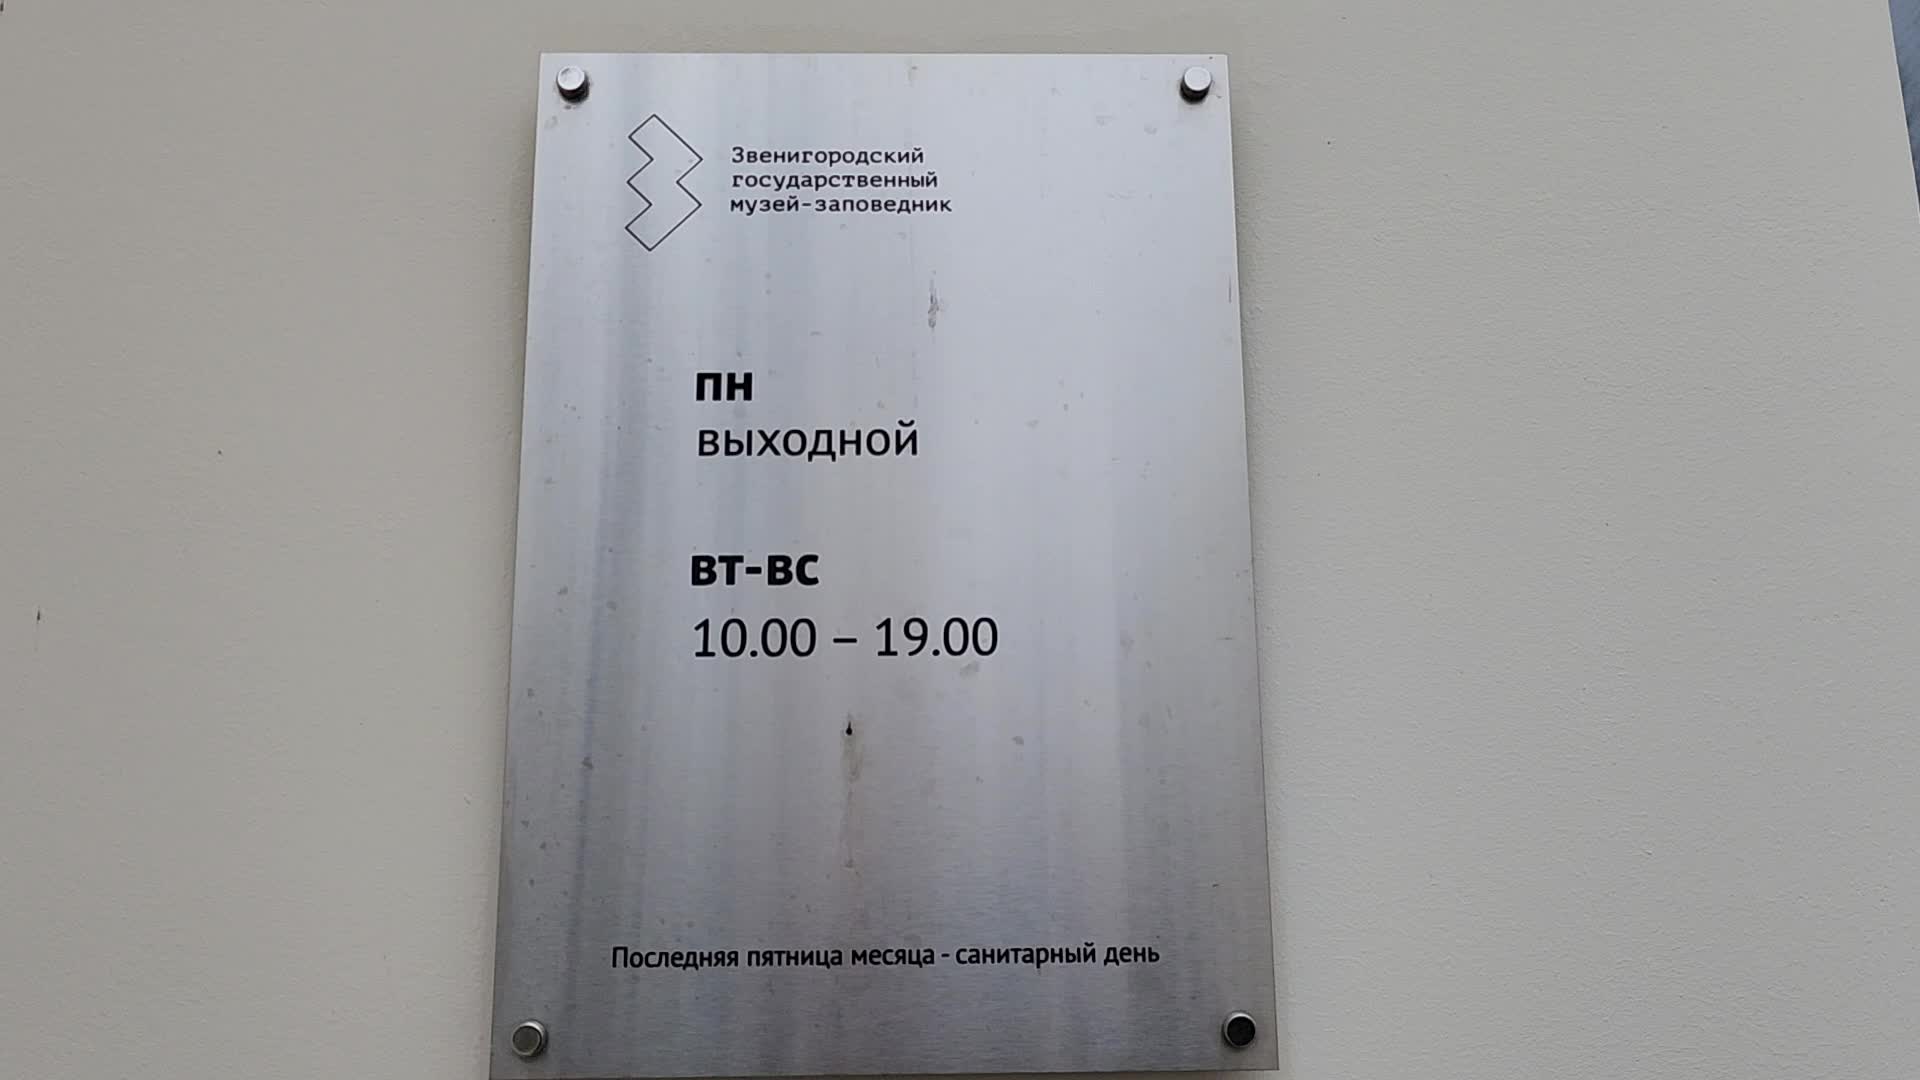 Звенигородский
государственный
музей-заповедник
пн
выходной
вт-вс
10.00 – 19.00
Последняя пятница месяца - санитарный день